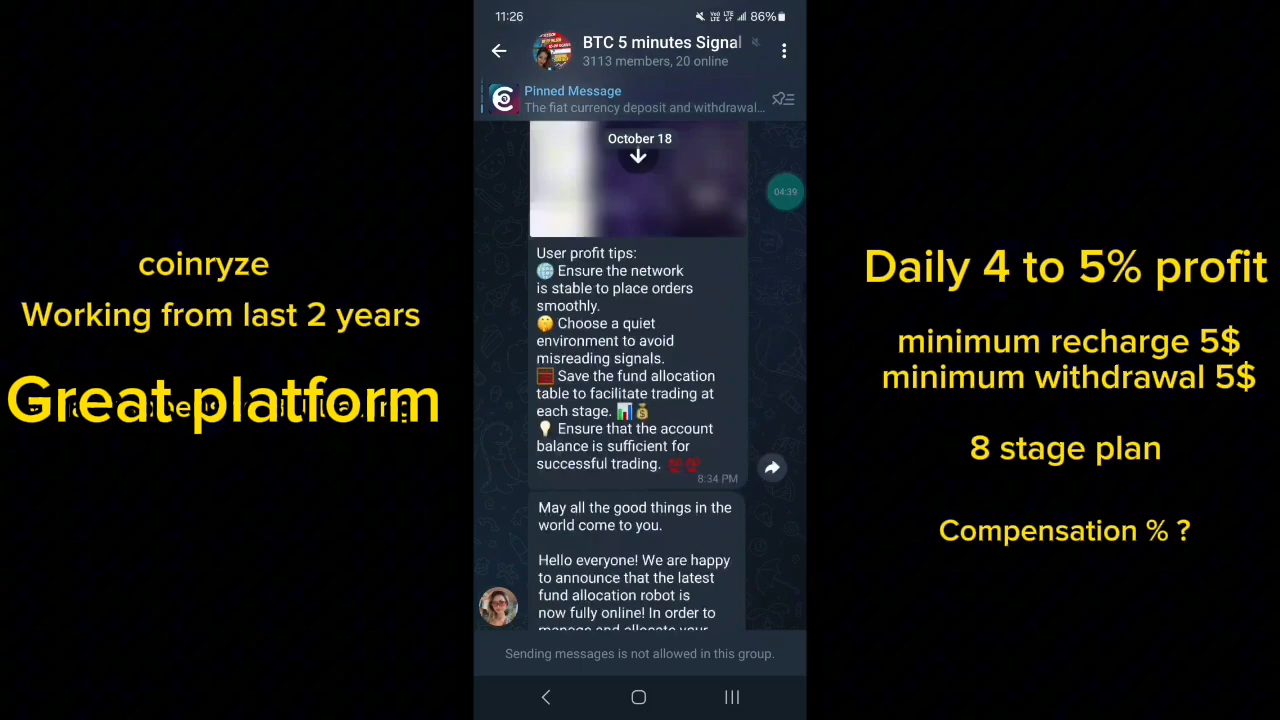 11:26
86%
BTC 5 minutes Signal
3113 members, 20 online
Pinned Message
The fiat currency deposit and withdrawal...
October 18
04:39
User profit tips:
🌐 Ensure the network
is stable to place orders
smoothly.
🤫 Choose a quiet
environment to avoid
misreading signals.
🧮 Save the fund allocation
table to facilitate trading at
each stage. 📊💰
💡 Ensure that the account
balance is sufficient for
successful trading. 💯💯
8:34 PM
May all the good things in the
world come to you.
Hello everyone! We are happy
to announce that the latest
fund allocation robot is
now fully online! In order to
manage and allocate your
Sending messages is not allowed in this group.
coinryze
Working from last 2 years
Great platform
Daily 4 to 5% profit
minimum recharge 5$
minimum withdrawal 5$
8 stage plan
Compensation % ?